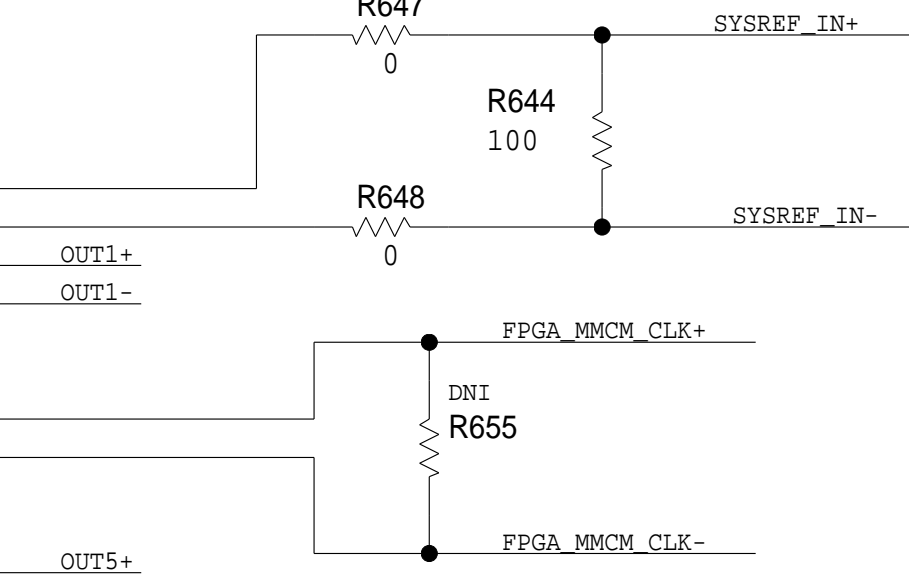 R647
SYSREF_IN+
0
R644
100
R648
SYSREF_IN-
0
OUT1+
OUT1-
FPGA_MMCM_CLK+
DNI
R655
FPGA_MMCM_CLK-
OUT5+